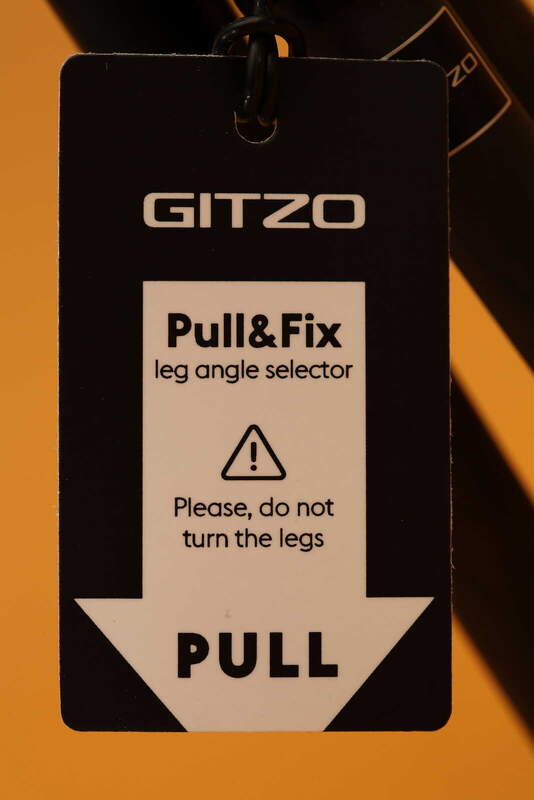 GITZO
Pull&Fix
leg angle selector
Please, do not
turn the legs
PULL